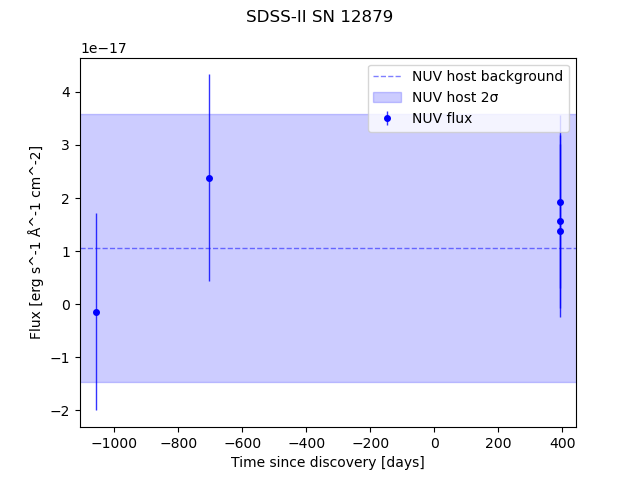 SDSS-II SN 12879
1e−17
NUV host background
NUV host 2σ
NUV flux
4
3
2
1
0
−1
−2
Flux [erg s^-1 Å^-1 cm^-2]
−1000 −800 −600 −400 −200 0 200 400
Time since discovery [days]